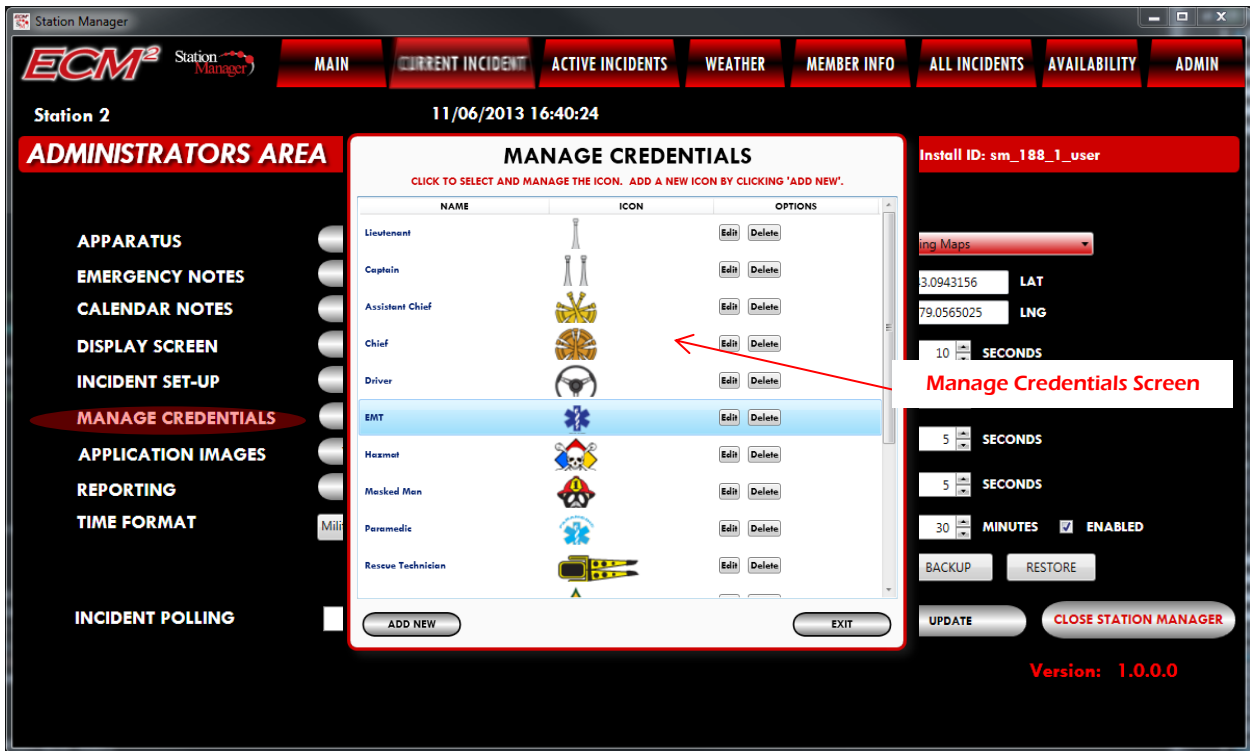 Station Manager
ECM² Station Manager MAIN CURRENT INCIDENT ACTIVE INCIDENTS WEATHER MEMBER INFO ALL INCIDENTS AVAILABILITY ADMIN
Station 2 11/06/2013 16:40:24
ADMINISTRATORS AREA Install ID: sm_188_1_user
MANAGE CREDENTIALS
CLICK TO SELECT AND MANAGE THE ICON. ADD A NEW ICON BY CLICKING 'ADD NEW'.
NAME ICON OPTIONS
Lieutenant Edit Delete
Captain Edit Delete
Assistant Chief Edit Delete
Chief Edit Delete
Driver Edit Delete
EMT Edit Delete
Hazmat Edit Delete
Masked Man Edit Delete
Paramedic Edit Delete
Rescue Technician Edit Delete
ADD NEW EXIT
APPARATUS
EMERGENCY NOTES
CALENDAR NOTES
DISPLAY SCREEN
INCIDENT SET-UP
MANAGE CREDENTIALS
APPLICATION IMAGES
REPORTING
TIME FORMAT Mili
INCIDENT POLLING
ing Maps
3.0943156 LAT
79.0565025 LNG
10 SECONDS
Manage Credentials Screen
5 SECONDS
5 SECONDS
30 MINUTES ENABLED
BACKUP RESTORE
UPDATE CLOSE STATION MANAGER
Version: 1.0.0.0